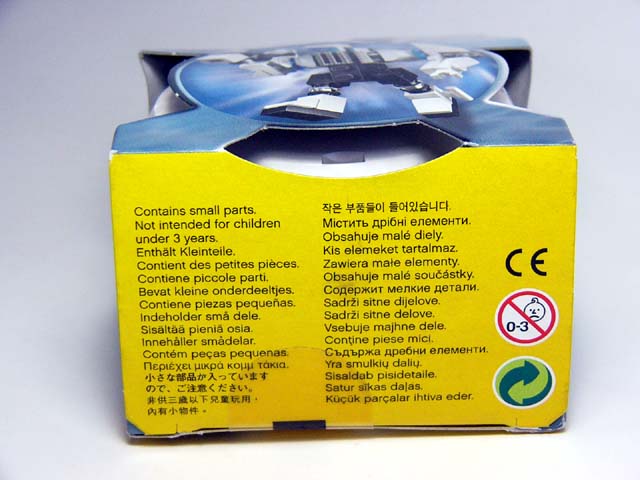 Contains small parts.
Not intended for children
under 3 years.
Enthält Kleinteile.
Contient des petites pièces.
Contiene piccole parti.
Bevat kleine onderdeeltjes.
Contiene piezas pequeñas.
Indeholder små dele.
Sisältää pieniä osia.
Innehåller smådelar.
Contém peças pequenas.
Περιέχει μικρά κομμ τάκια.
小さな部品が入っています
ので、ご注意ください。
非供三歲以下兒童玩用,
內有小物件。
작은 부품들이 들어있습니다.
Містить дрібні елементи.
Obsahuje malé diely.
Kis elemeket tartalmaz.
Zawiera małe elementy.
Obsahuje malé součástky.
Содержит мелкие детали.
Sadrži sitne dijelove.
Sadrži sitne delove.
Vsebuje majhne dele.
Conţine piese mici.
Съдържа дребни елементи.
Yra smulkių dalių.
Sisaldab pisidetaile.
Satur sīkas daļas.
Küçük parçalar ihtiva eder.
CE
0-3